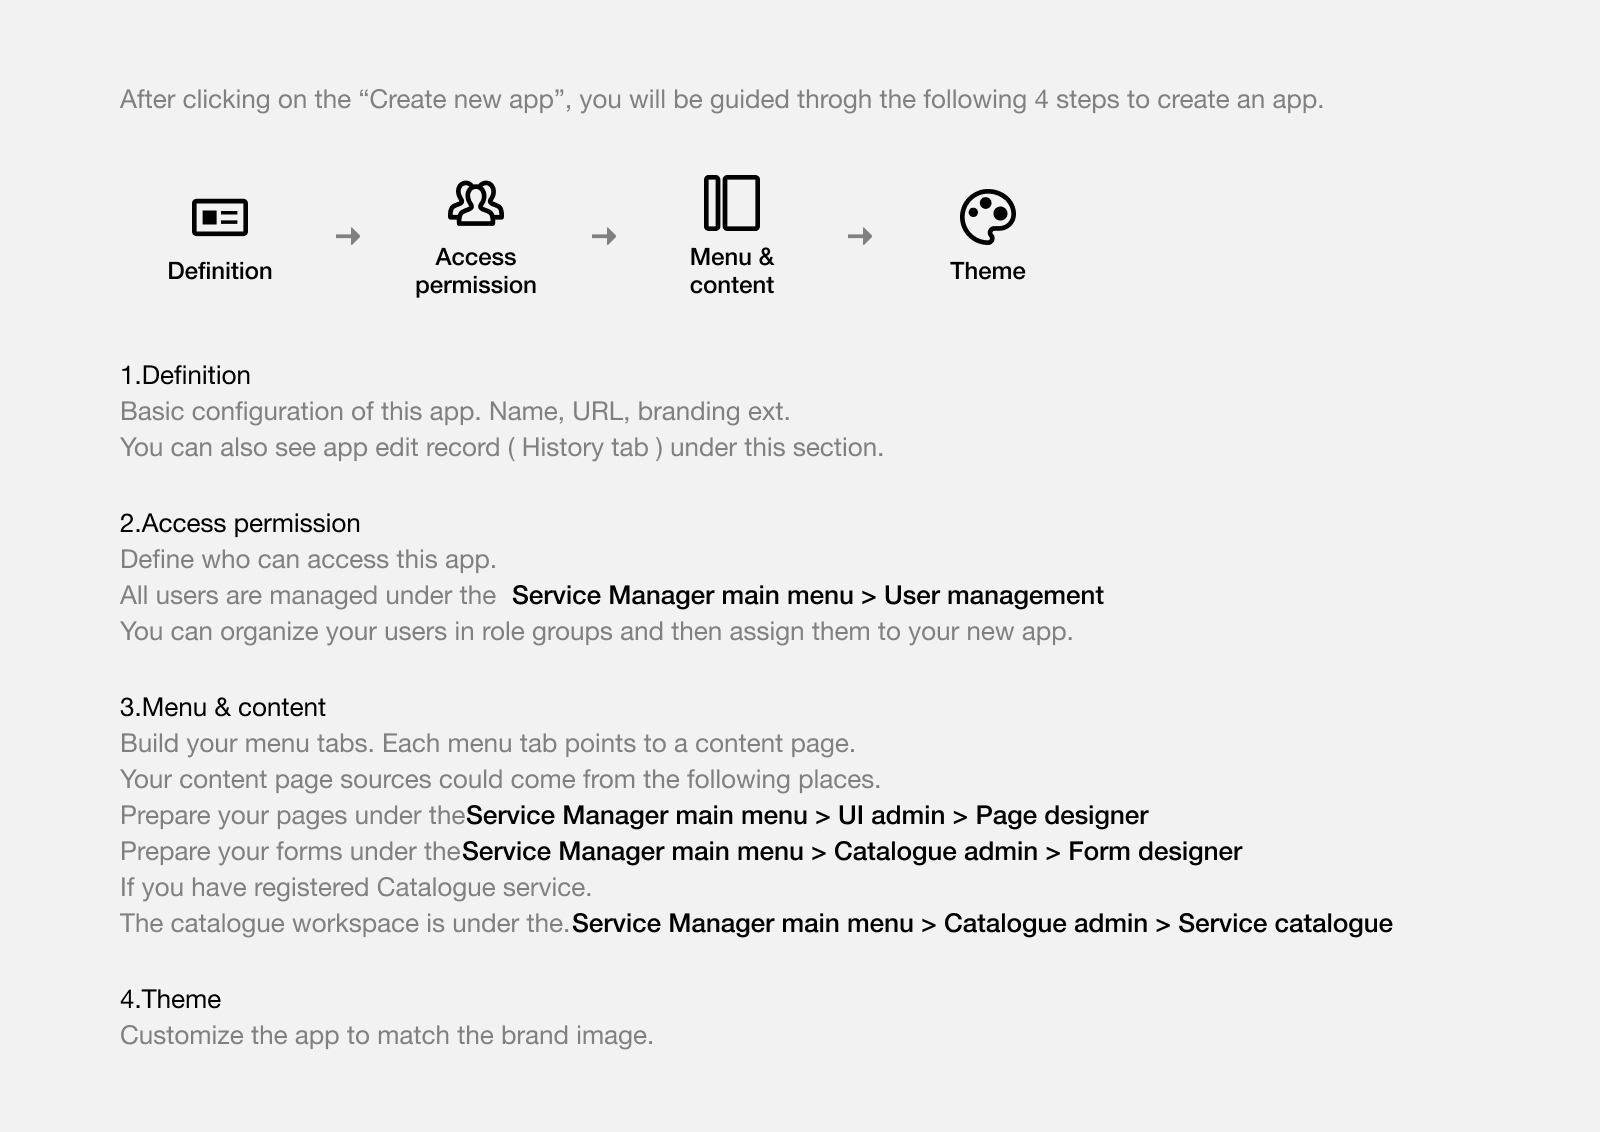 After clicking on the “Create new app”, you will be guided throgh the following 4 steps to create an app.
Definition
Access
permission
Menu &
content
Theme
1.Definition
Basic configuration of this app. Name, URL, branding ext.
You can also see app edit record ( History tab ) under this section.
2.Access permission
Define who can access this app.
All users are managed under the Service Manager main menu > User management
You can organize your users in role groups and then assign them to your new app.
3.Menu & content
Build your menu tabs. Each menu tab points to a content page.
Your content page sources could come from the following places.
Prepare your pages under theService Manager main menu > UI admin > Page designer
Prepare your forms under theService Manager main menu > Catalogue admin > Form designer
If you have registered Catalogue service.
The catalogue workspace is under the.Service Manager main menu > Catalogue admin > Service catalogue
4.Theme
Customize the app to match the brand image.